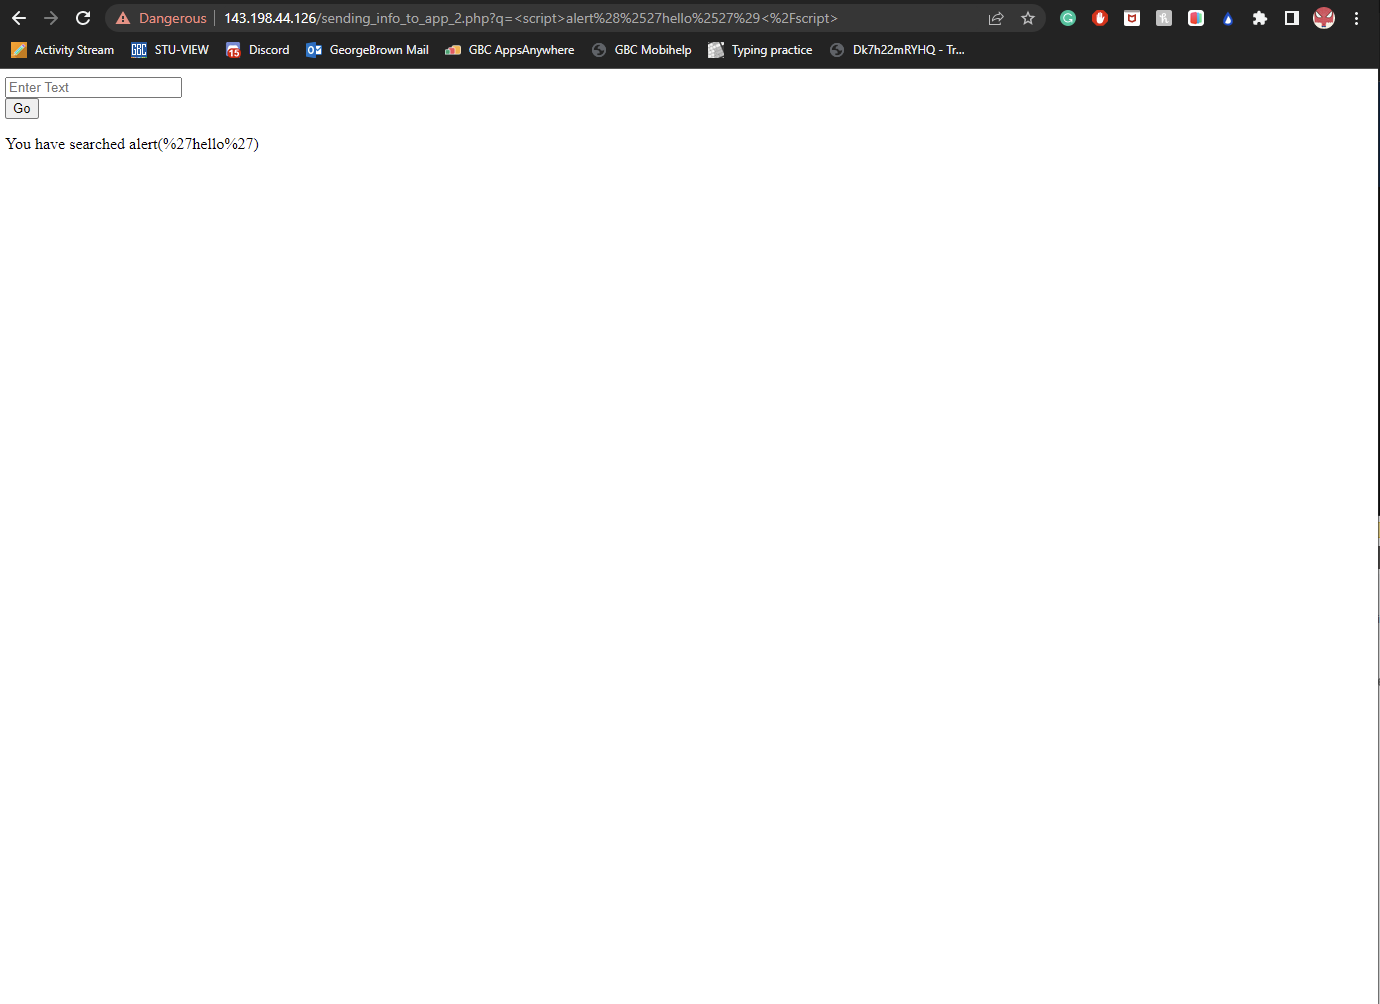 Dangerous 143.198.44.126/sending_info_to_app_2.php?q=<script>alert%28%2527hello%2527%29<%2Fscript>
Activity Stream GBC STU-VIEW 15 Discord GeorgeBrown Mail GBC AppsAnywhere GBC Mobihelp Typing practice Dk7h22mRYHQ - Tr...
Enter Text
Go
You have searched alert(%27hello%27)